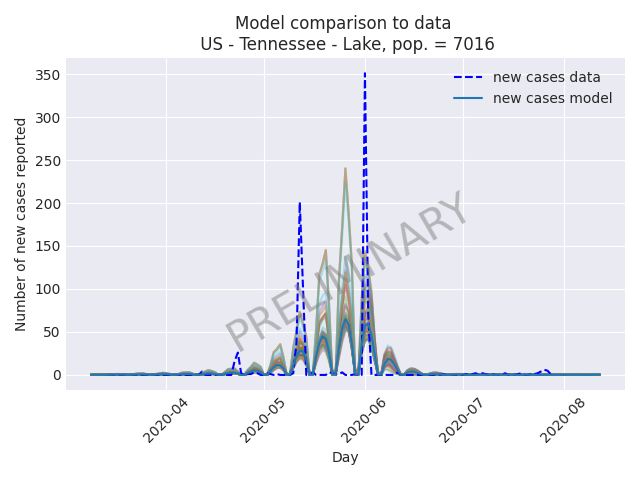 Model comparison to data
US - Tennessee - Lake, pop. = 7016
new cases data
new cases model
PRELIMINARY
Number of new cases reported
350
300
250
200
150
100
50
0
2020-04
2020-05
2020-06
2020-07
2020-08
Day